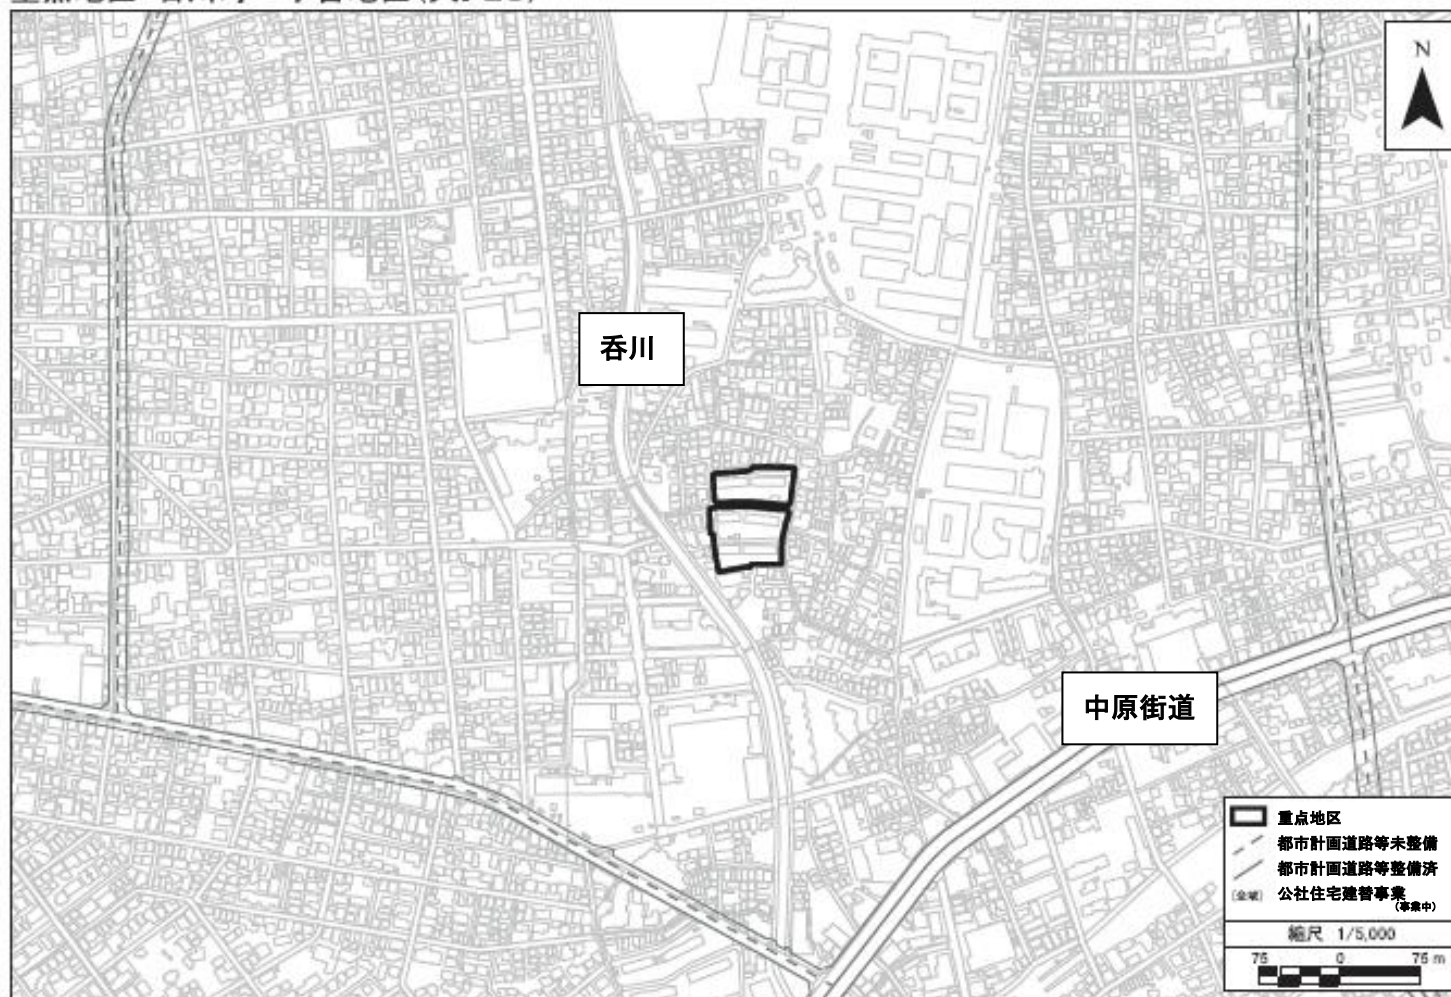 N
呑川
中原街道
重点地区
都市計画道路等未整備
都市計画道路等整備済
公社住宅建替事業
(事業中)
縮尺 1/5,000
75 0 75 m